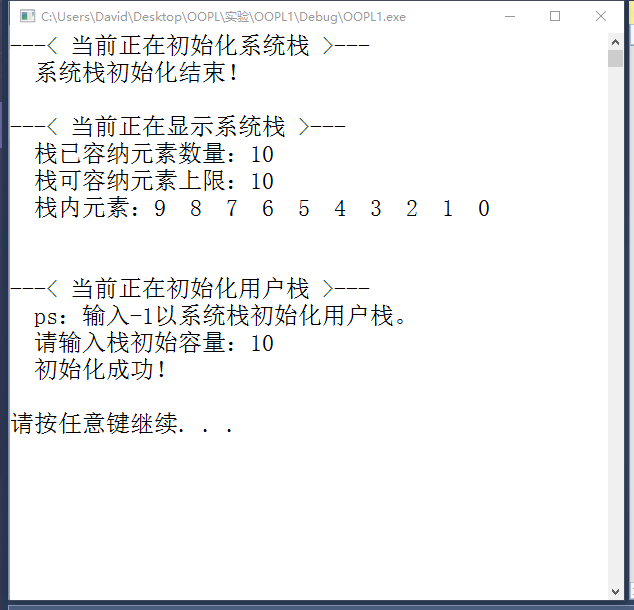 C:\Users\David\Desktop\OOPL\实验\OOPL1\Debug\OOPL1.exe
---< 当前正在初始化系统栈 >---
系统栈初始化结束！
---< 当前正在显示系统栈 >---
栈已容纳元素数量：10
栈可容纳元素上限：10
栈内元素：9 8 7 6 5 4 3 2 1 0
---< 当前正在初始化用户栈 >---
ps：输入-1以系统栈初始化用户栈。
请输入栈初始容量：10
初始化成功！
请按任意键继续. . .